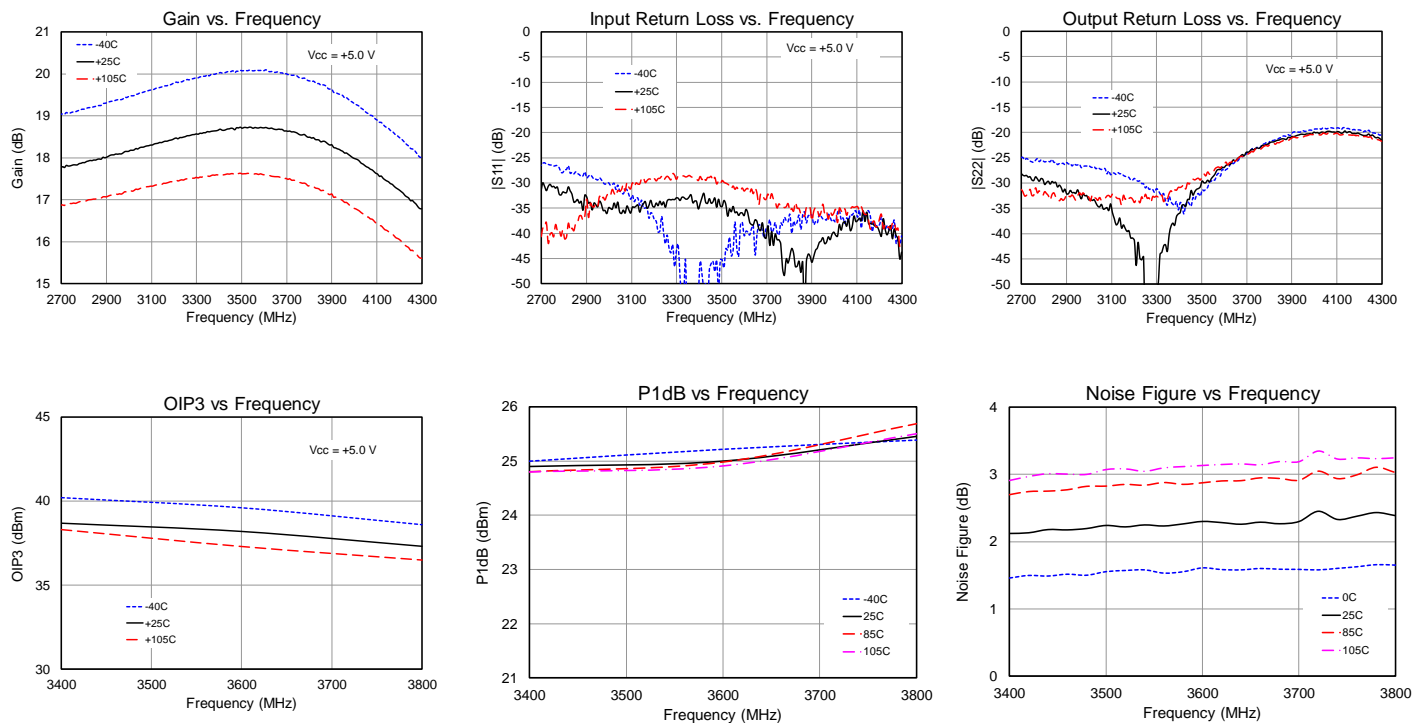 Gain vs. Frequency
21
20
19
18
17
16
15
Gain (dB)
-40C
+25C
+105C
Vcc = +5.0 V
2700 2900 3100 3300 3500 3700 3900 4100 4300
Frequency (MHz)
Input Return Loss vs. Frequency
0
-5
-10
-15
-20
-25
-30
-35
-40
-45
-50
|S11| (dB)
Vcc = +5.0 V
-40C
+25C
+105C
2700 2900 3100 3300 3500 3700 3900 4100 4300
Frequency (MHz)
Output Return Loss vs. Frequency
0
-5
-10
-15
-20
-25
-30
-35
-40
-45
-50
|S22| (dB)
Vcc = +5.0 V
-40C
+25C
+105C
2700 2900 3100 3300 3500 3700 3900 4100 4300
Frequency (MHz)
OIP3 vs Frequency
45
40
35
30
OIP3 (dBm)
Vcc = +5.0 V
-40C
+25C
+105C
3400 3500 3600 3700 3800
Frequency (MHz)
P1dB vs Frequency
26
25
24
23
22
21
P1dB (dBm)
-40C
25C
85C
105C
3400 3500 3600 3700 3800
Frequency (MHz)
Noise Figure vs Frequency
4
3
2
1
0
Noise Figure (dB)
0C
25C
85C
105C
3400 3500 3600 3700 3800
Frequency (MHz)